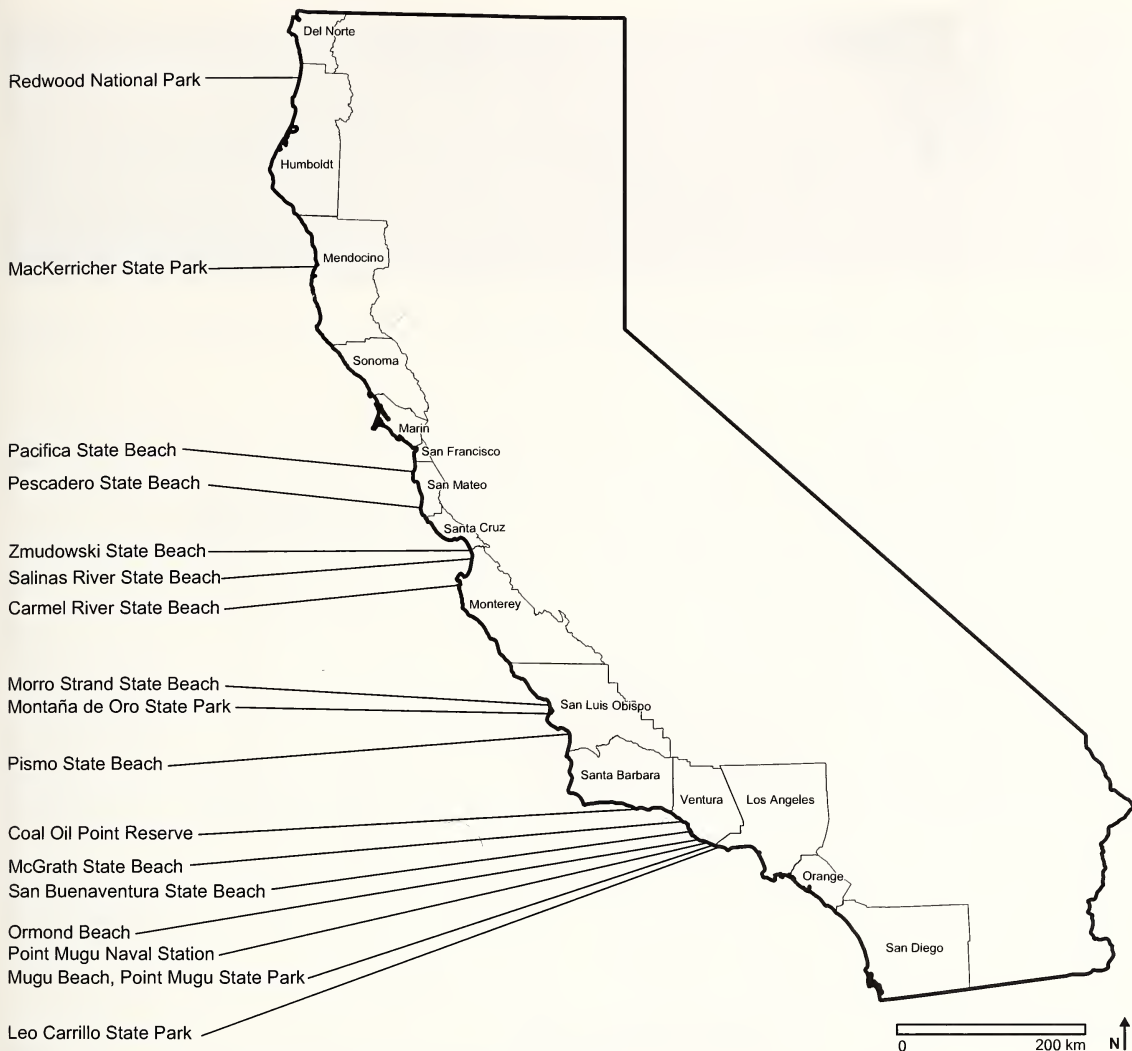 Del Norte
Redwood National Park
Humboldt
MacKerricher State Park
Mendocino
Sonoma
Marin
San Francisco
Pacifica State Beach
Pescadero State Beach
San Mateo
Santa Cruz
Zmudowski State Beach
Salinas River State Beach
Carmel River State Beach
Monterey
Morro Strand State Beach
Montaña de Oro State Park
San Luis Obispo
Pismo State Beach
Santa Barbara
Ventura
Los Angeles
Coal Oil Point Reserve
McGrath State Beach
San Buenaventura State Beach
Orange
Ormond Beach
Point Mugu Naval Station
Mugu Beach, Point Mugu State Park
San Diego
Leo Carrillo State Park
0 200 km N